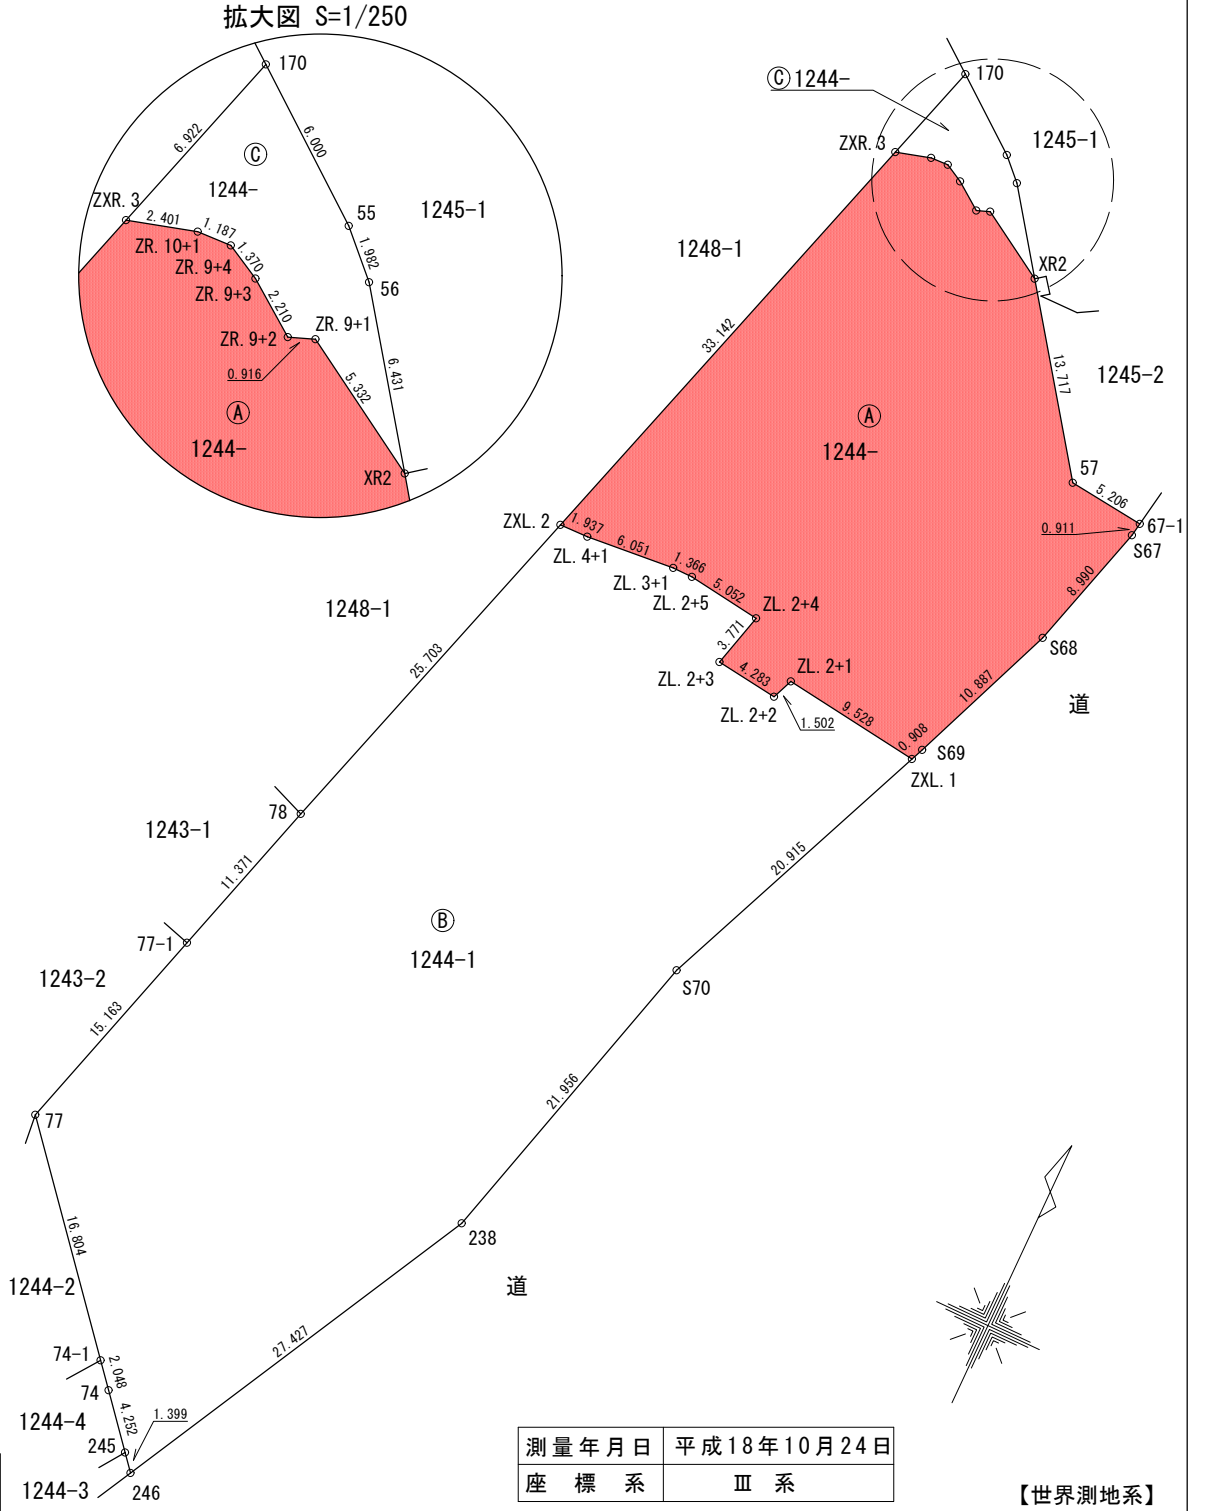 拡大図 S=1/250
170
6.922
6.000
Ⓒ
1244-
ZXR.3
2.401
1.187
ZR.10+1
1.370
ZR.9+4
ZR.9+3
2.210
ZR.9+2
ZR.9+1
0.916
5.332
55
1.982
56
6.431
1245-1
Ⓐ
1244-
XR2
Ⓒ1244-
170
ZXR.3
1245-1
1248-1
XR2
33.142
13.717
1245-2
Ⓐ
1244-
57
5.206
67-1
0.911
S67
8.990
S68
ZXL.2
1.937
ZL.4+1
6.051
ZL.3+1
1.366
ZL.2+5
5.052
ZL.2+4
3.771
ZL.2+3
4.283
ZL.2+2
ZL.2+1
1.502
9.528
0.908
10.887
S69
ZXL.1
道
1248-1
25.703
78
1243-1
11.371
77-1
1243-2
15.163
77
20.915
Ⓑ
1244-1
S70
21.956
238
道
16.804
1244-2
74-1
2.048
74
4.252
1244-4
1.399
245
1244-3
246
27.427
測量年月日 平成18年10月24日
座標系 Ⅲ系
【世界測地系】